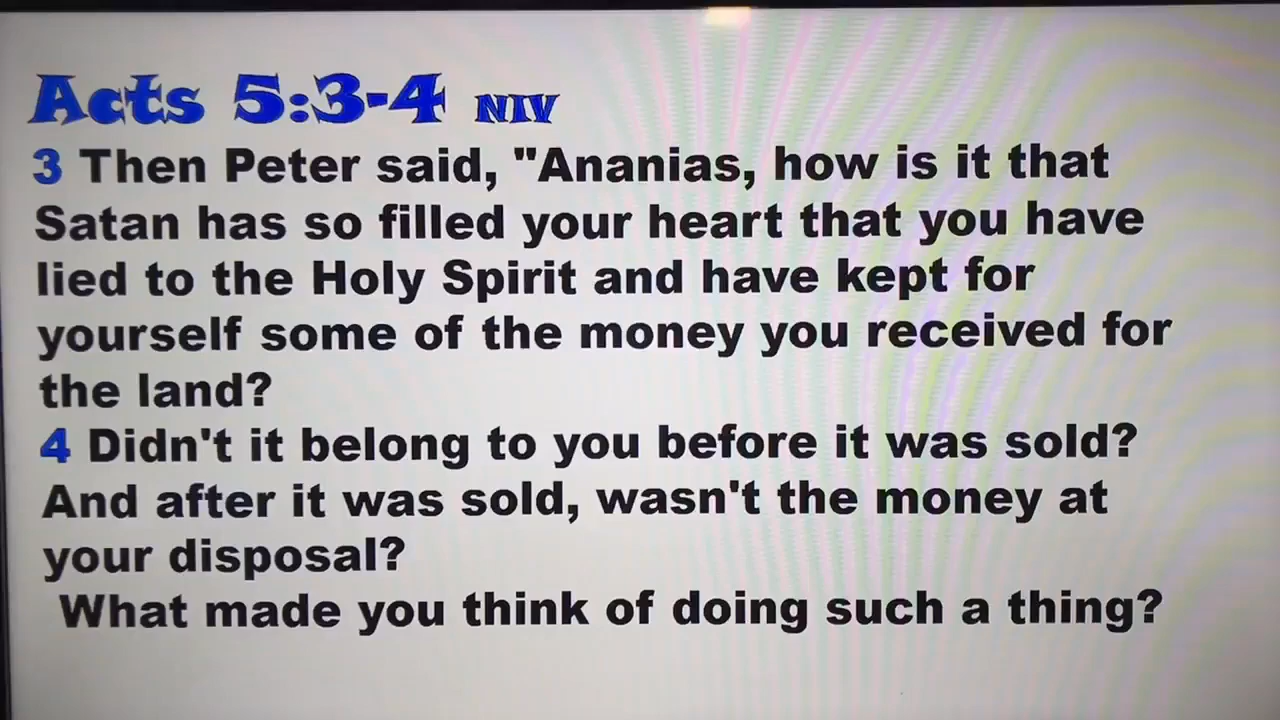 Acts 5:3-4 NIV
3 Then Peter said, "Ananias, how is it that
Satan has so filled your heart that you have
lied to the Holy Spirit and have kept for
yourself some of the money you received for
the land?
4 Didn't it belong to you before it was sold?
And after it was sold, wasn't the money at
your disposal?
What made you think of doing such a thing?